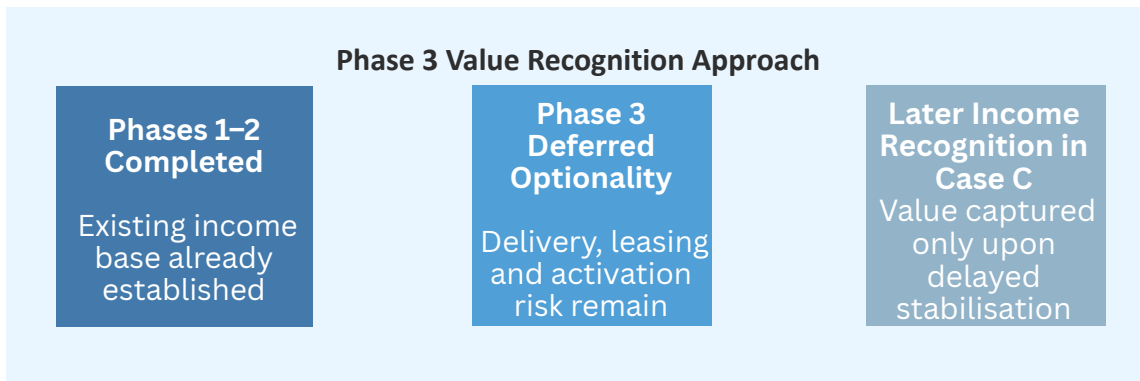 Phase 3 Value Recognition Approach
Phases 1–2
Completed
Existing income
base already
established
Phase 3
Deferred
Optionality
Delivery, leasing
and activation
risk remain
Later Income
Recognition in
Case C
Value captured
only upon
delayed
stabilisation